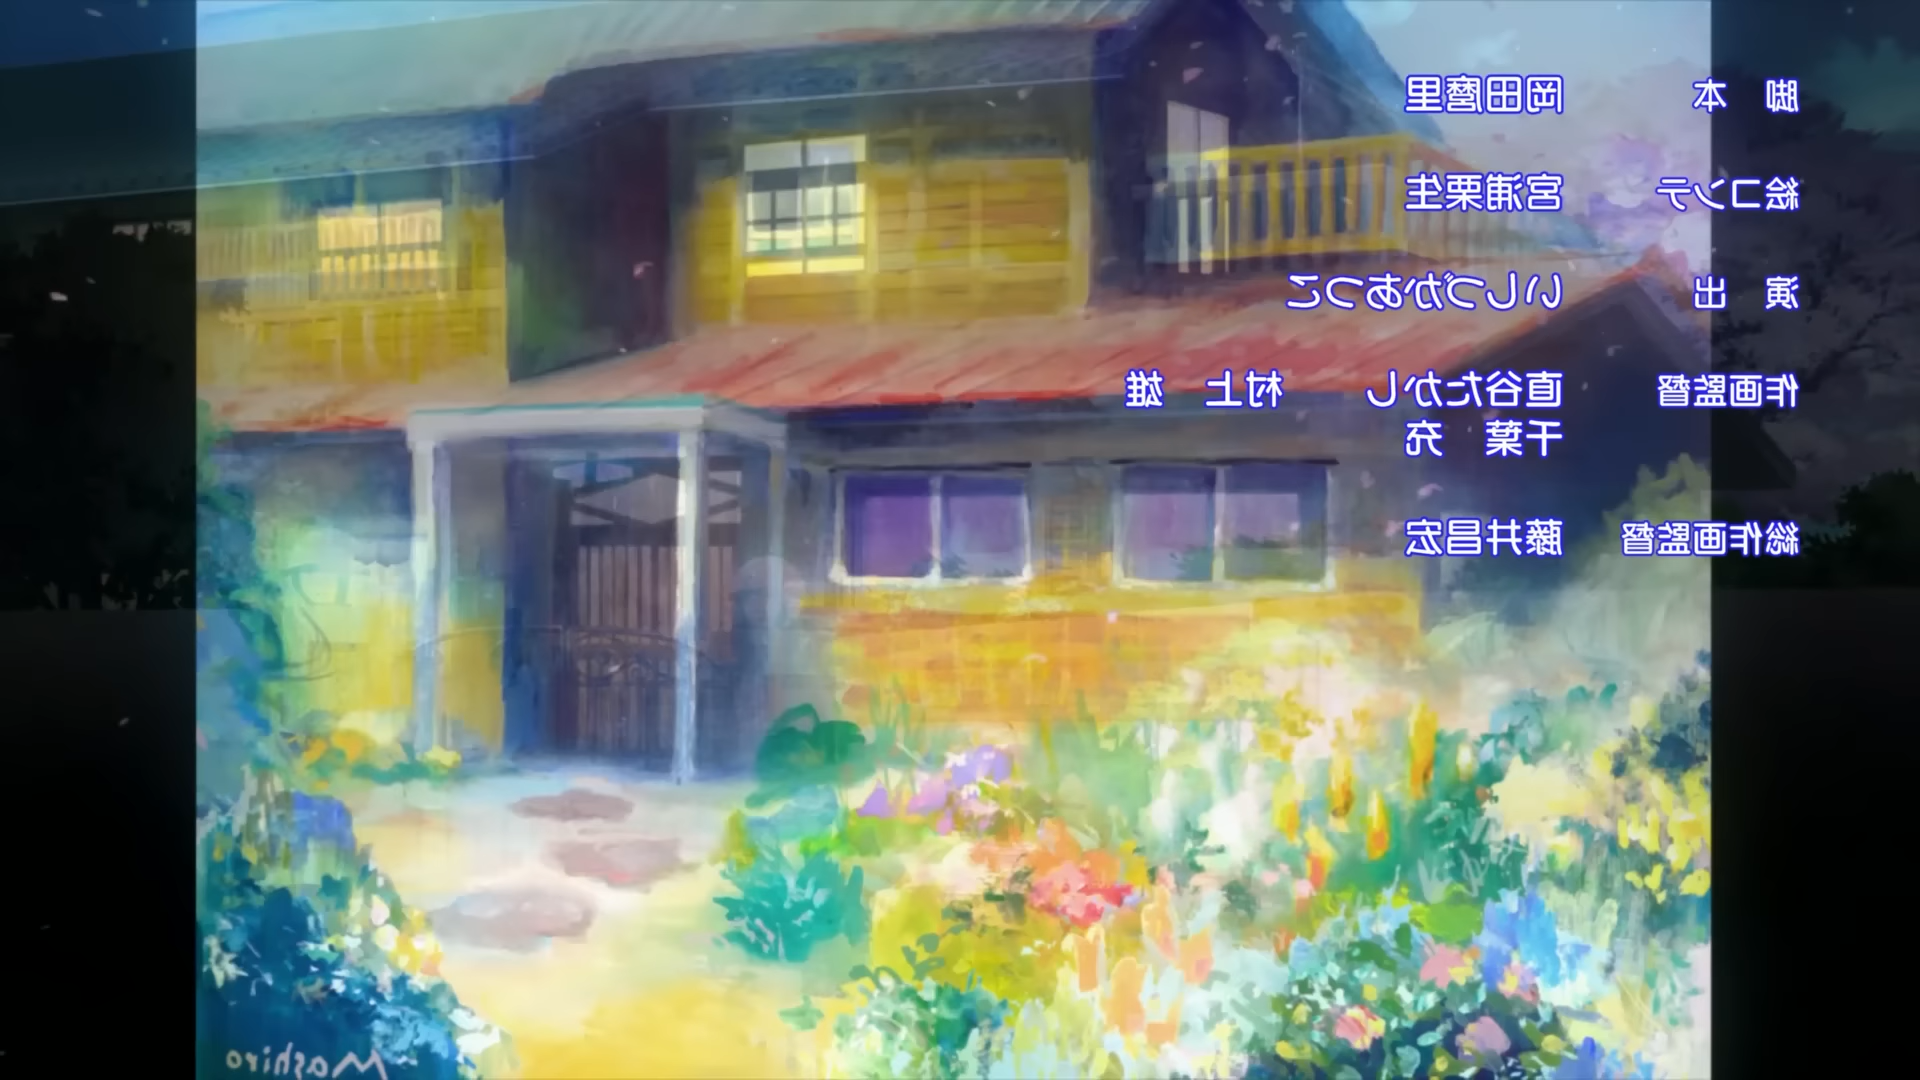 脚　本　岡田麿里
絵コンテ　宮浦栗生
演　出　いしづかあつこ
作画監督　直谷たかし　村上　雄
千葉　充
総作画監督　藤井昌宏
Mashiro